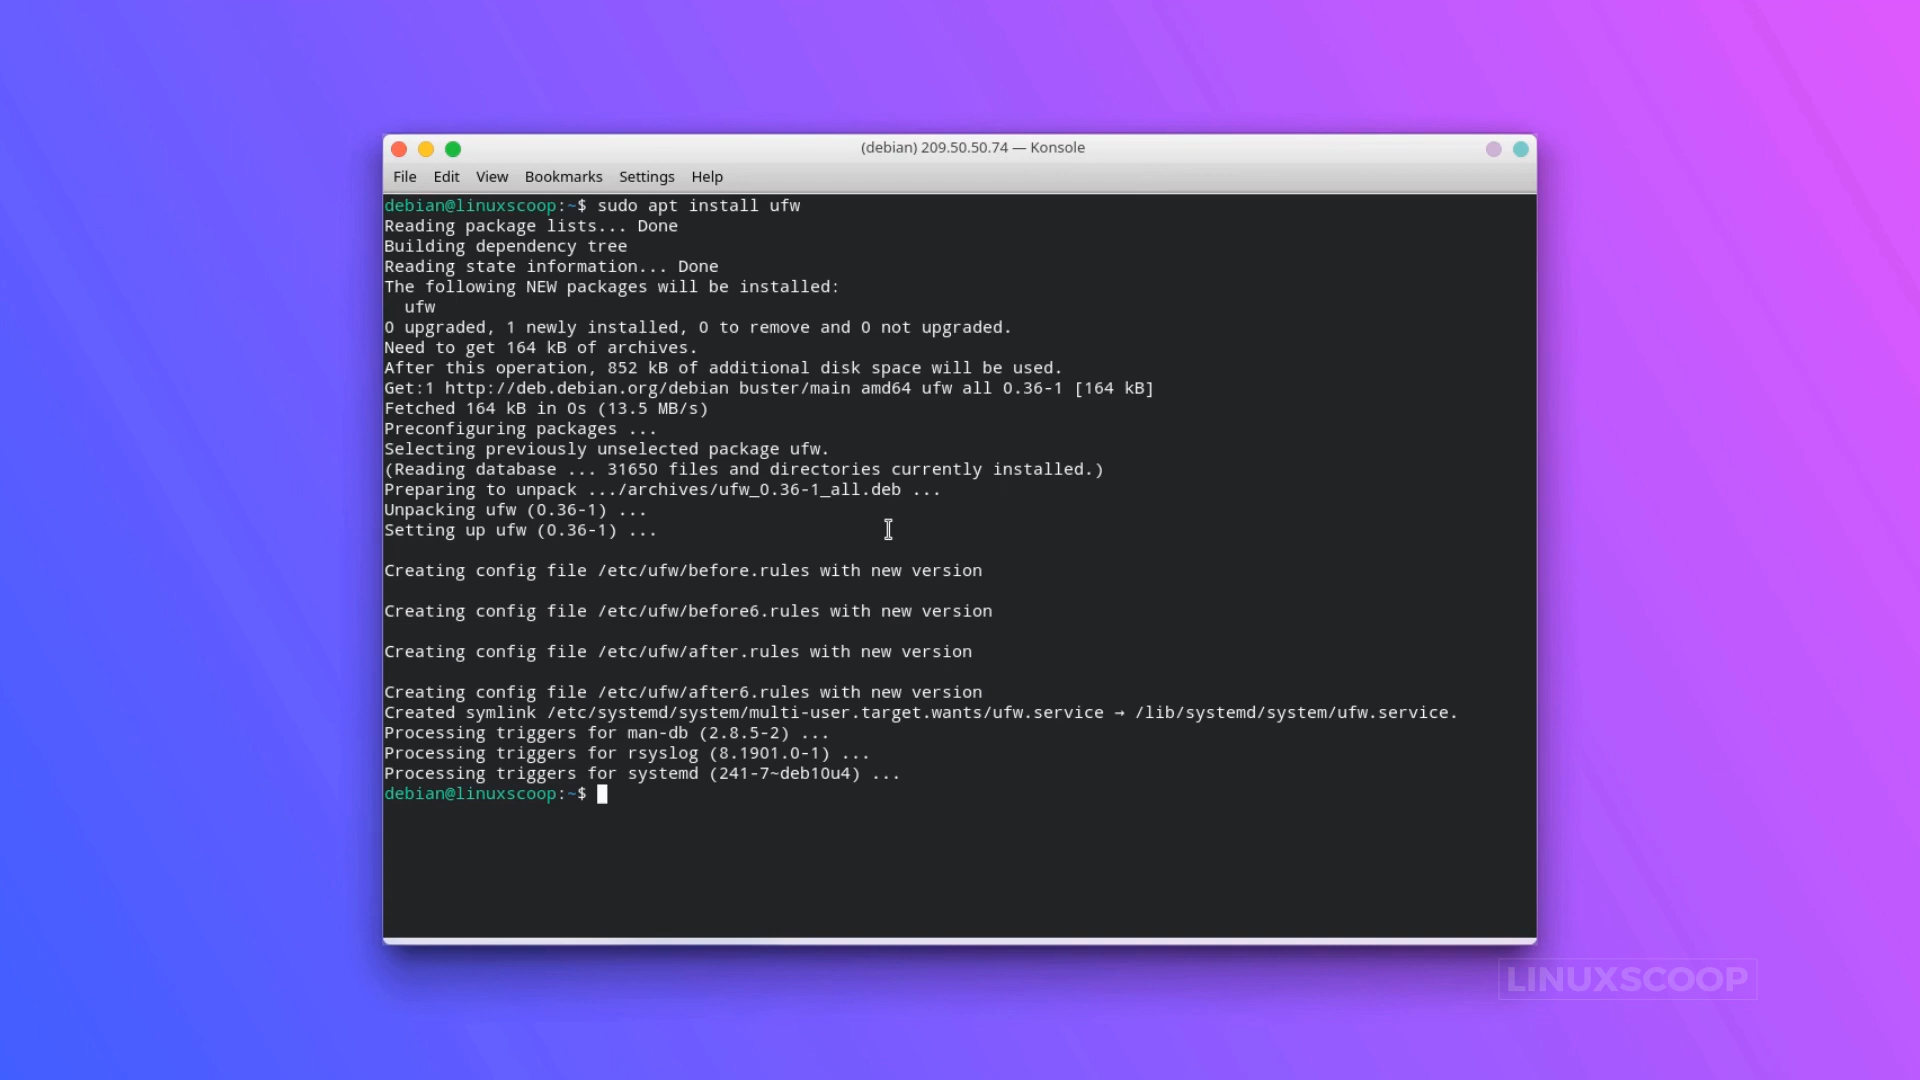 (debian) 209.50.50.74 — Konsole
File Edit View Bookmarks Settings Help
debian@linuxscoop:~$ sudo apt install ufw
Reading package lists... Done
Building dependency tree
Reading state information... Done
The following NEW packages will be installed:
  ufw
0 upgraded, 1 newly installed, 0 to remove and 0 not upgraded.
Need to get 164 kB of archives.
After this operation, 852 kB of additional disk space will be used.
Get:1 http://deb.debian.org/debian buster/main amd64 ufw all 0.36-1 [164 kB]
Fetched 164 kB in 0s (13.5 MB/s)
Preconfiguring packages ...
Selecting previously unselected package ufw.
(Reading database ... 31650 files and directories currently installed.)
Preparing to unpack .../archives/ufw_0.36-1_all.deb ...
Unpacking ufw (0.36-1) ...
Setting up ufw (0.36-1) ...
Creating config file /etc/ufw/before.rules with new version
Creating config file /etc/ufw/before6.rules with new version
Creating config file /etc/ufw/after.rules with new version
Creating config file /etc/ufw/after6.rules with new version
Created symlink /etc/systemd/system/multi-user.target.wants/ufw.service → /lib/systemd/system/ufw.service.
Processing triggers for man-db (2.8.5-2) ...
Processing triggers for rsyslog (8.1901.0-1) ...
Processing triggers for systemd (241-7~deb10u4) ...
debian@linuxscoop:~$
LINUXSCOOP